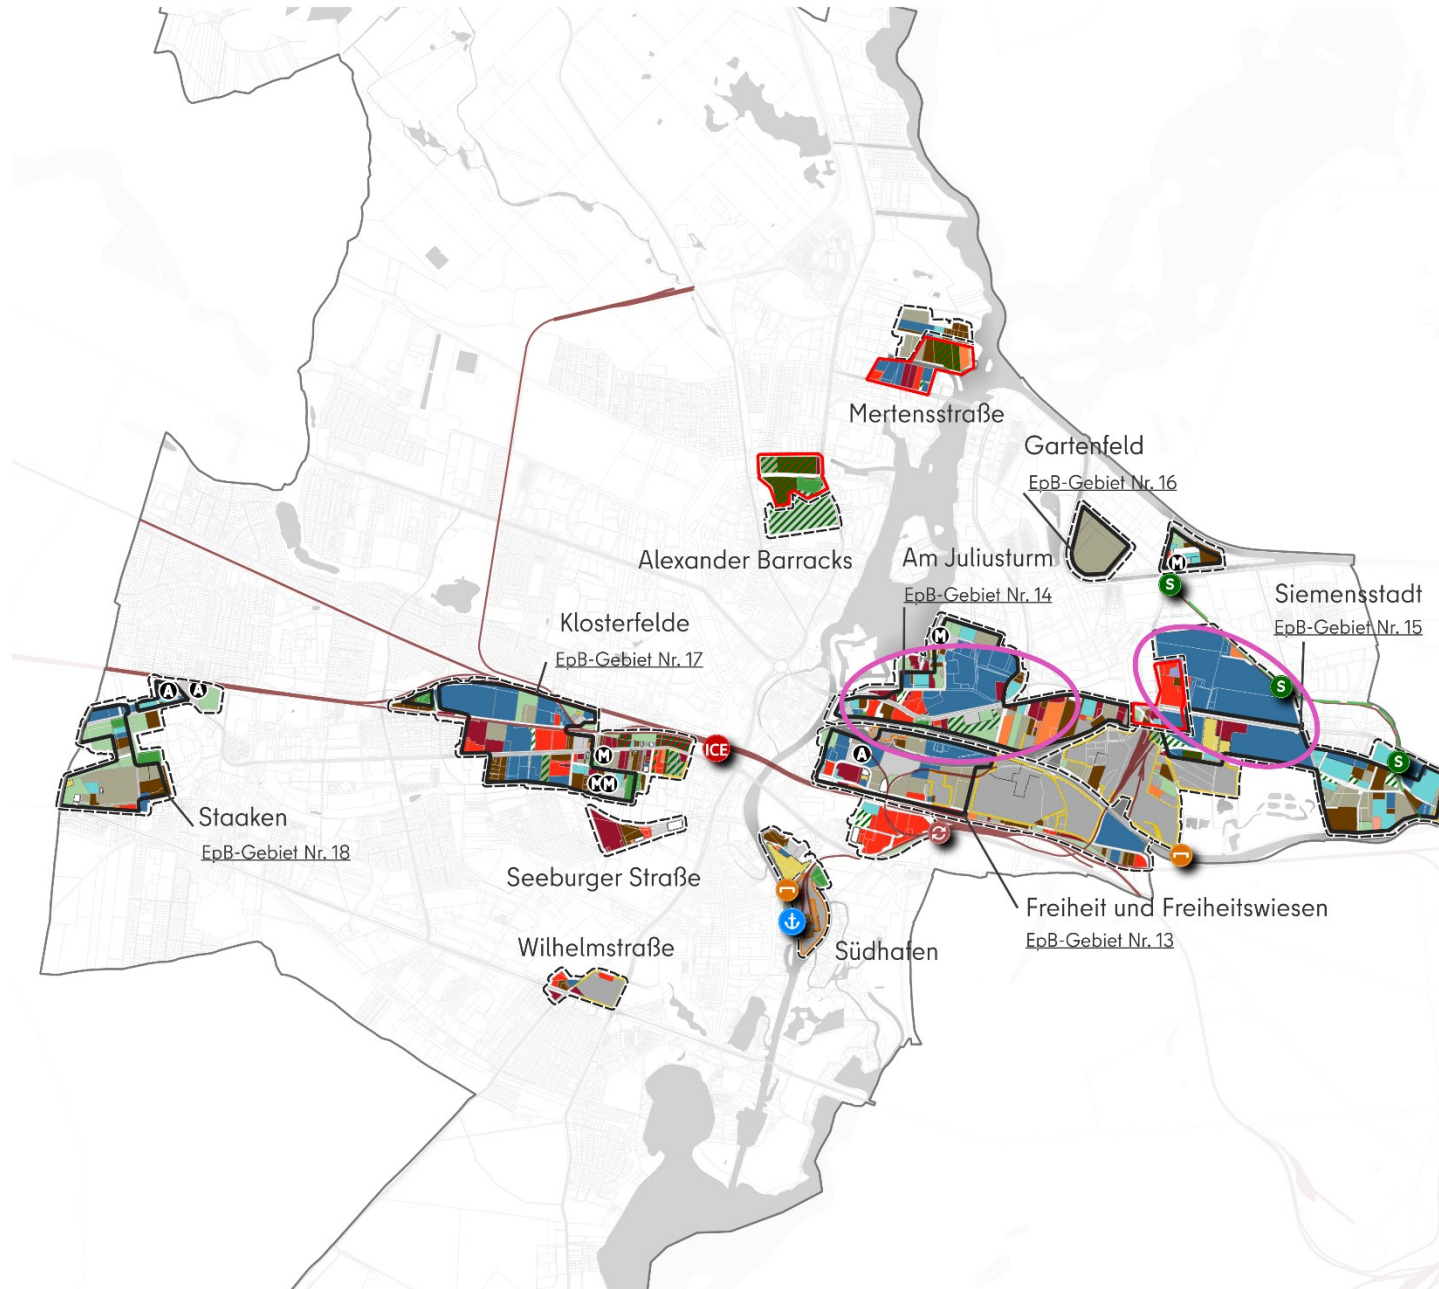 Mertensstraße
Gartenfeld
EpB-Gebiet Nr. 16
Alexander Barracks
Am Juliusturm
EpB-Gebiet Nr. 14
M
S
Siemensstadt
EpB-Gebiet Nr. 15
Klosterfelde
EpB-Gebiet Nr. 17
M
A
A
S
ICE
M
A
S
MM
Staaken
EpB-Gebiet Nr. 18
Seeburger Straße
Freiheit und Freiheitswiesen
EpB-Gebiet Nr. 13
Wilhelmstraße
Südhafen